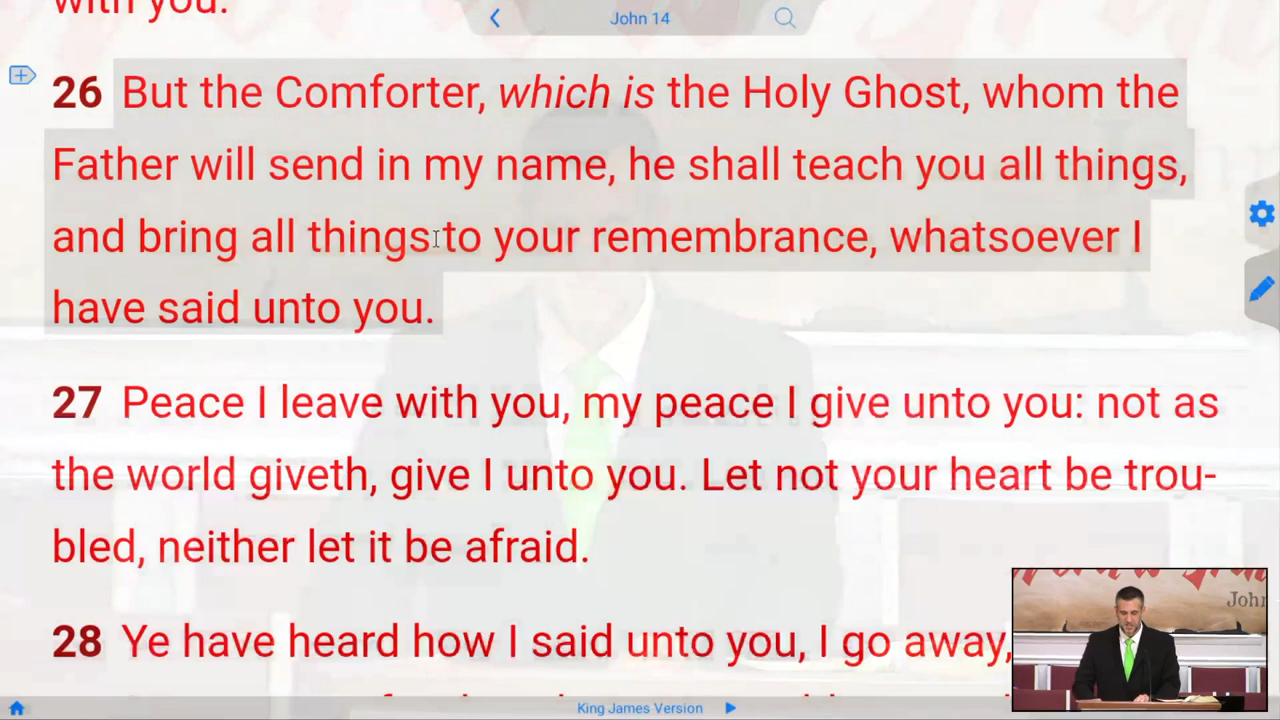 with you.
John 14
26 But the Comforter, which is the Holy Ghost, whom the
Father will send in my name, he shall teach you all things,
and bring all things to your remembrance, whatsoever I
have said unto you.
27 Peace I leave with you, my peace I give unto you: not as
the world giveth, give I unto you. Let not your heart be trou-
bled, neither let it be afraid.
28 Ye have heard how I said unto you, I go away,
John
King James Version